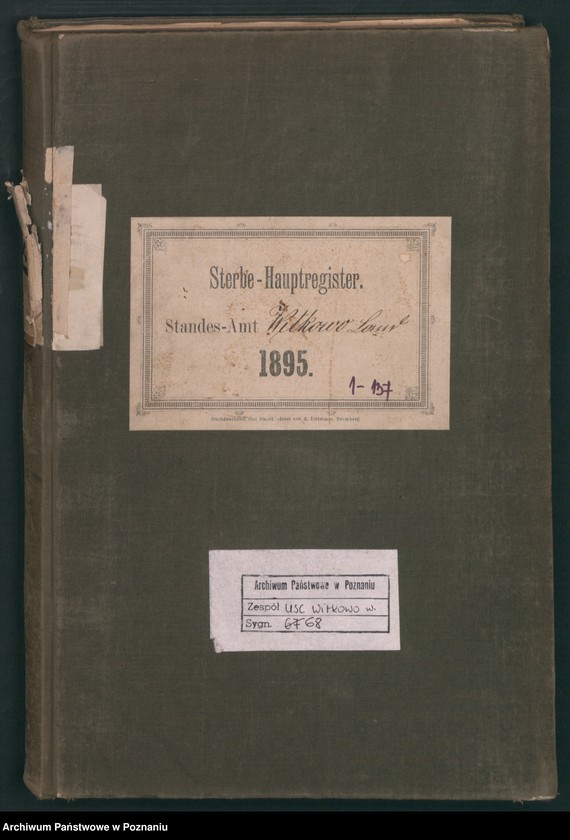 Sterbe-Hauptregister.
Standes-Amt Witkowo Land
1895.
1-137
Archiwum Państwowe w Poznaniu
Zespół USC Witkowo w.
Sygn. 6768
Archiwum Państwowe w Poznaniu